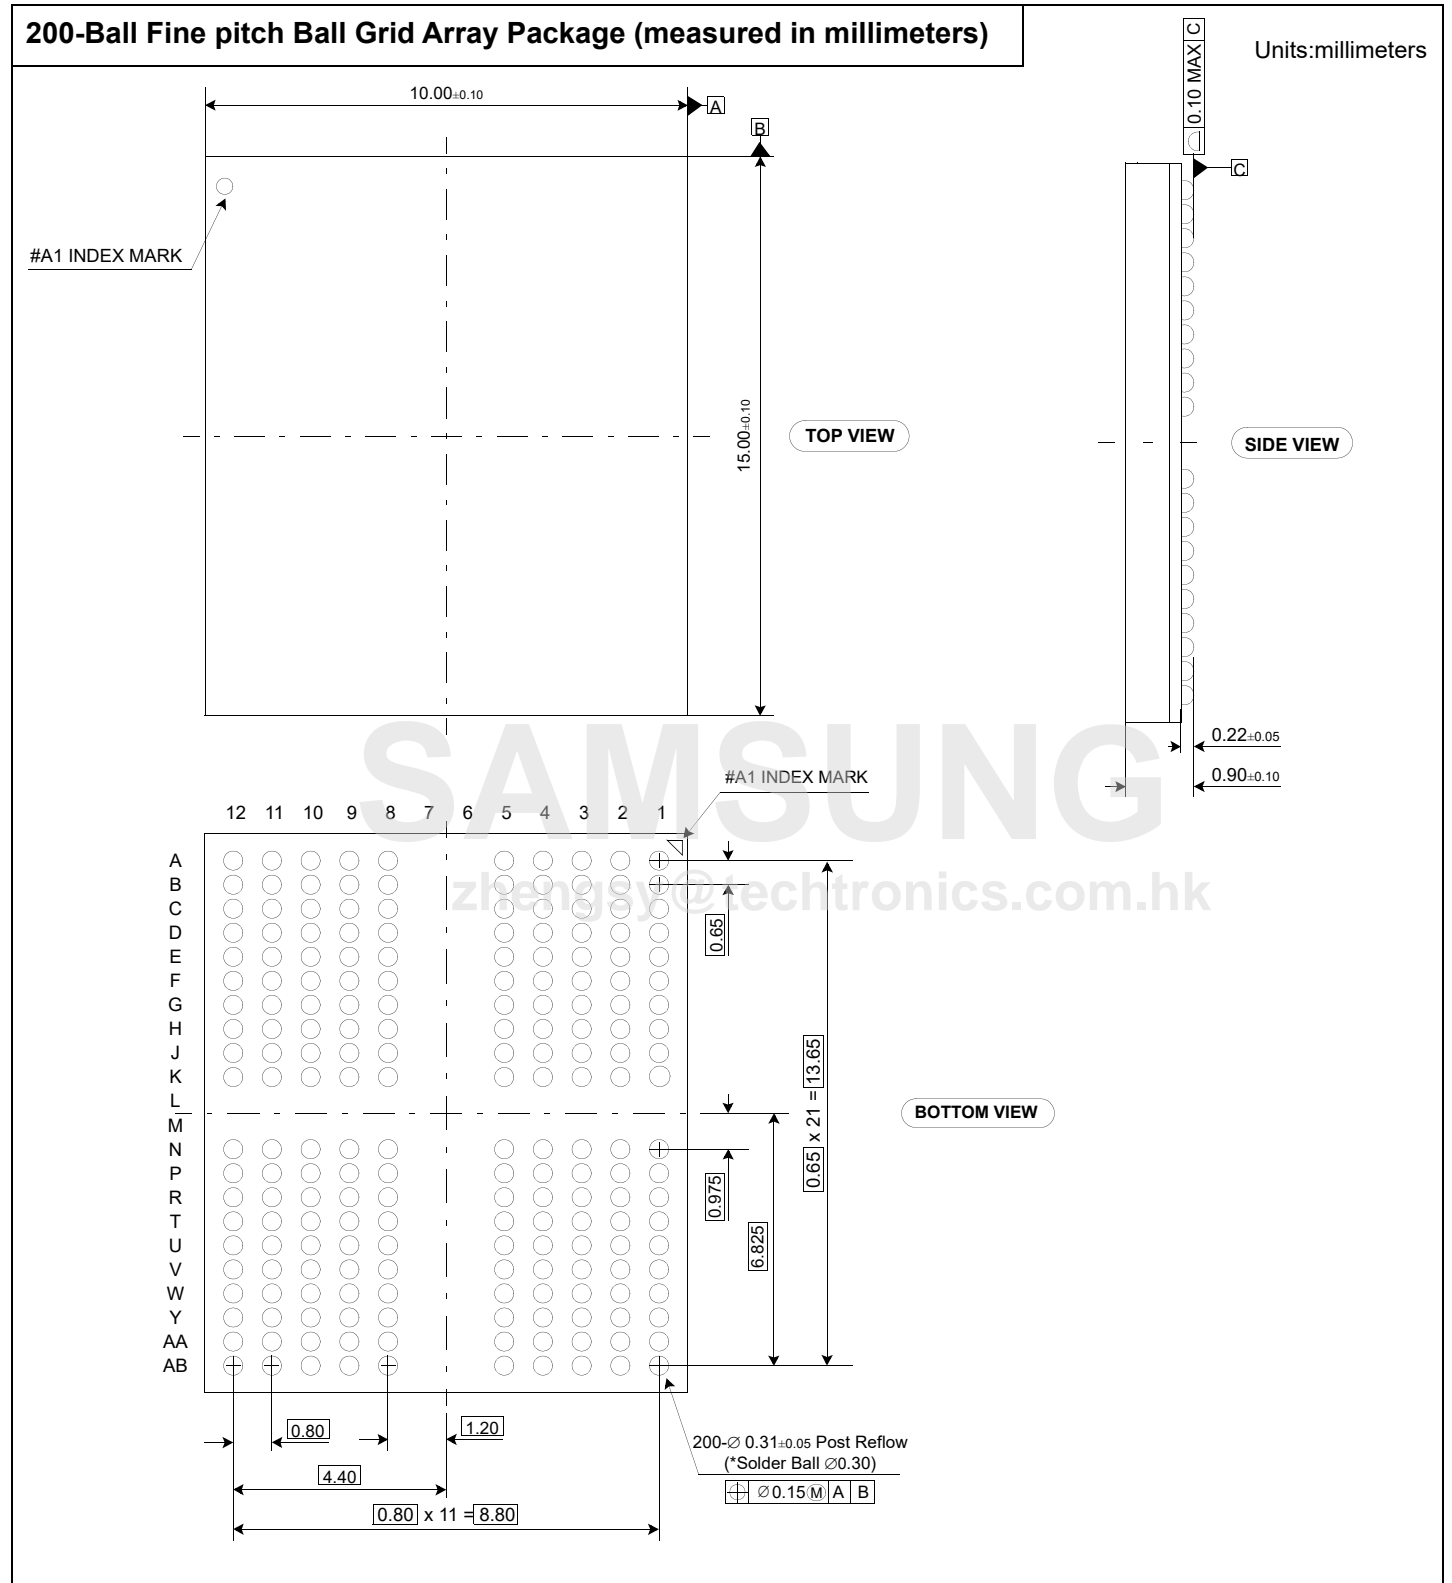 200-Ball Fine pitch Ball Grid Array Package (measured in millimeters)
Units:millimeters
0.10 MAX C
10.00±0.10
A
B
C
#A1 INDEX MARK
15.00±0.10
TOP VIEW
SIDE VIEW
SAMSUNG
0.22±0.05
0.90±0.10
#A1 INDEX MARK
12 11 10 9 8 7 6 5 4 3 2 1
A
B
zhengsy@techtronics.com.hk
C
D
0.65
E
F
G
H
J
K
L
M
N
P
R
T
U
V
W
Y
AA
AB
0.65 x 21 = 13.65
BOTTOM VIEW
0.975
6.825
0.80
1.20
4.40
0.80 x 11 = 8.80
200-∅ 0.31±0.05 Post Reflow
(*Solder Ball ∅0.30)
∅0.15 Ⓜ A B